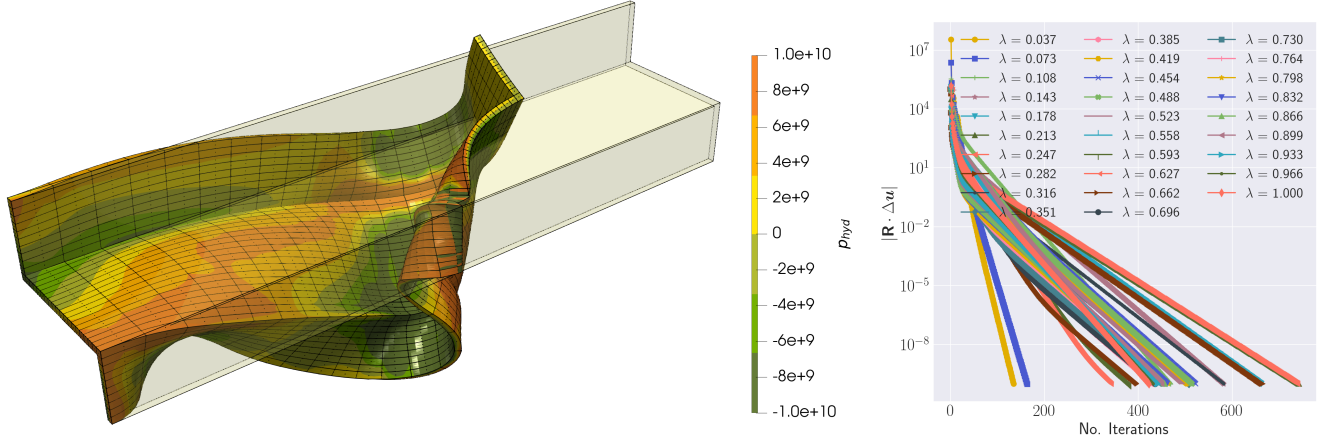 1.0e+10
8e+9
6e+9
4e+9
2e+9
0
-2e+9
-4e+9
-6e+9
-8e+9
-1.0e+10
p_hyd
|R · Δu|
10^7
10^4
10^1
10^−2
10^−5
10^−8
λ = 0.037
λ = 0.073
λ = 0.108
λ = 0.143
λ = 0.178
λ = 0.213
λ = 0.247
λ = 0.282
λ = 0.316
λ = 0.351
λ = 0.385
λ = 0.419
λ = 0.454
λ = 0.488
λ = 0.523
λ = 0.558
λ = 0.593
λ = 0.627
λ = 0.662
λ = 0.696
λ = 0.730
λ = 0.764
λ = 0.798
λ = 0.832
λ = 0.866
λ = 0.899
λ = 0.933
λ = 0.966
λ = 1.000
0 200 400 600
No. Iterations